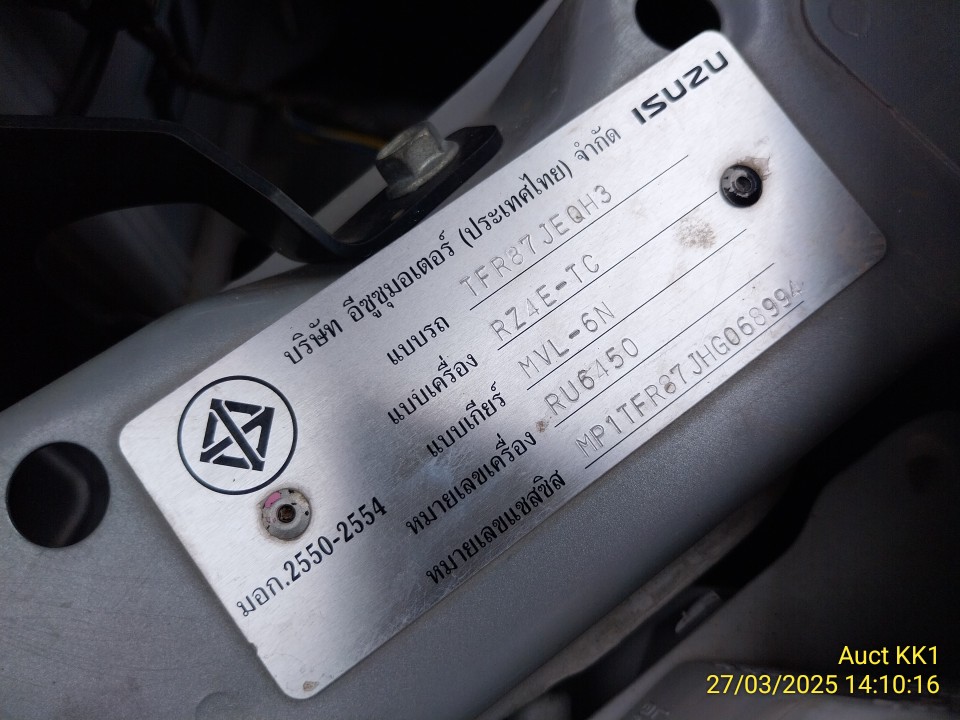 ISUZU
บริษัท อีซูซุมอเตอร์ (ประเทศไทย) จำกัด
แบบรถ TFR87JEQH3
แบบเครื่อง RZ4E-TC
แบบเกียร์ MVL-6N
หมายเลขเครื่อง RU6450
หมายเลขแชสซิส MP1TFR87JHG068994
มอก.2550-2554
Auct KK1
27/03/2025 14:10:16